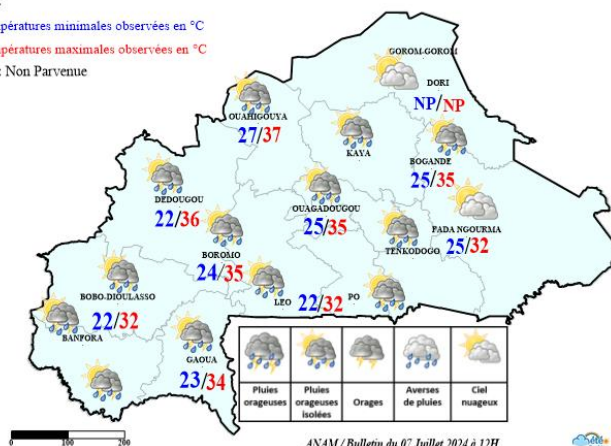 pératures minimales observées en °C
pératures maximales observées en °C
: Non Parvenue
GOROM-GOROM
DORI
NP/NP
OUAHIGOUYA
27/37
KAYA
BOGANDE
25/35
DEDOUGOU
22/36
OUAGADOUGOU
25/35
FADA NGOURMA
25/32
BOROMO
24/35
TENKODOGO
BOBO-DIOULASSO
22/32
LEO
22/32
PO
BANFORA
GAOUA
23/34
Pluies orageuses
Pluies orageuses isolées
Orages
Averses de pluies
Ciel nuageux
100
200
ANAM / Bulletin du 07 Juillet 2024 à 12H